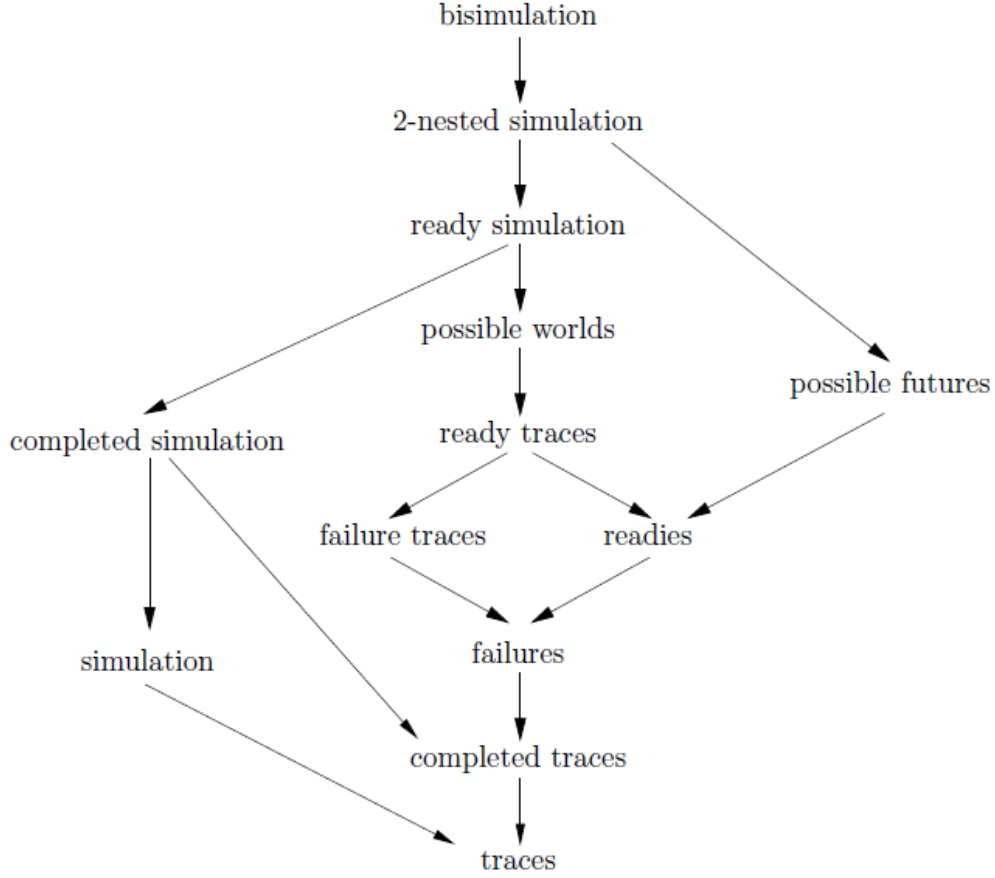 bisimulation
2-nested simulation
ready simulation
possible worlds
possible futures
completed simulation
ready traces
failure traces
readies
failures
simulation
completed traces
traces